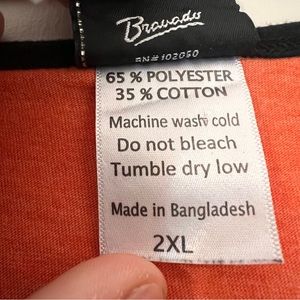 Bravado
RN#102050
65 % POLYESTER
35 % COTTON
Machine wash cold
Do not bleach
Tumble dry low
Made in Bangladesh
2XL